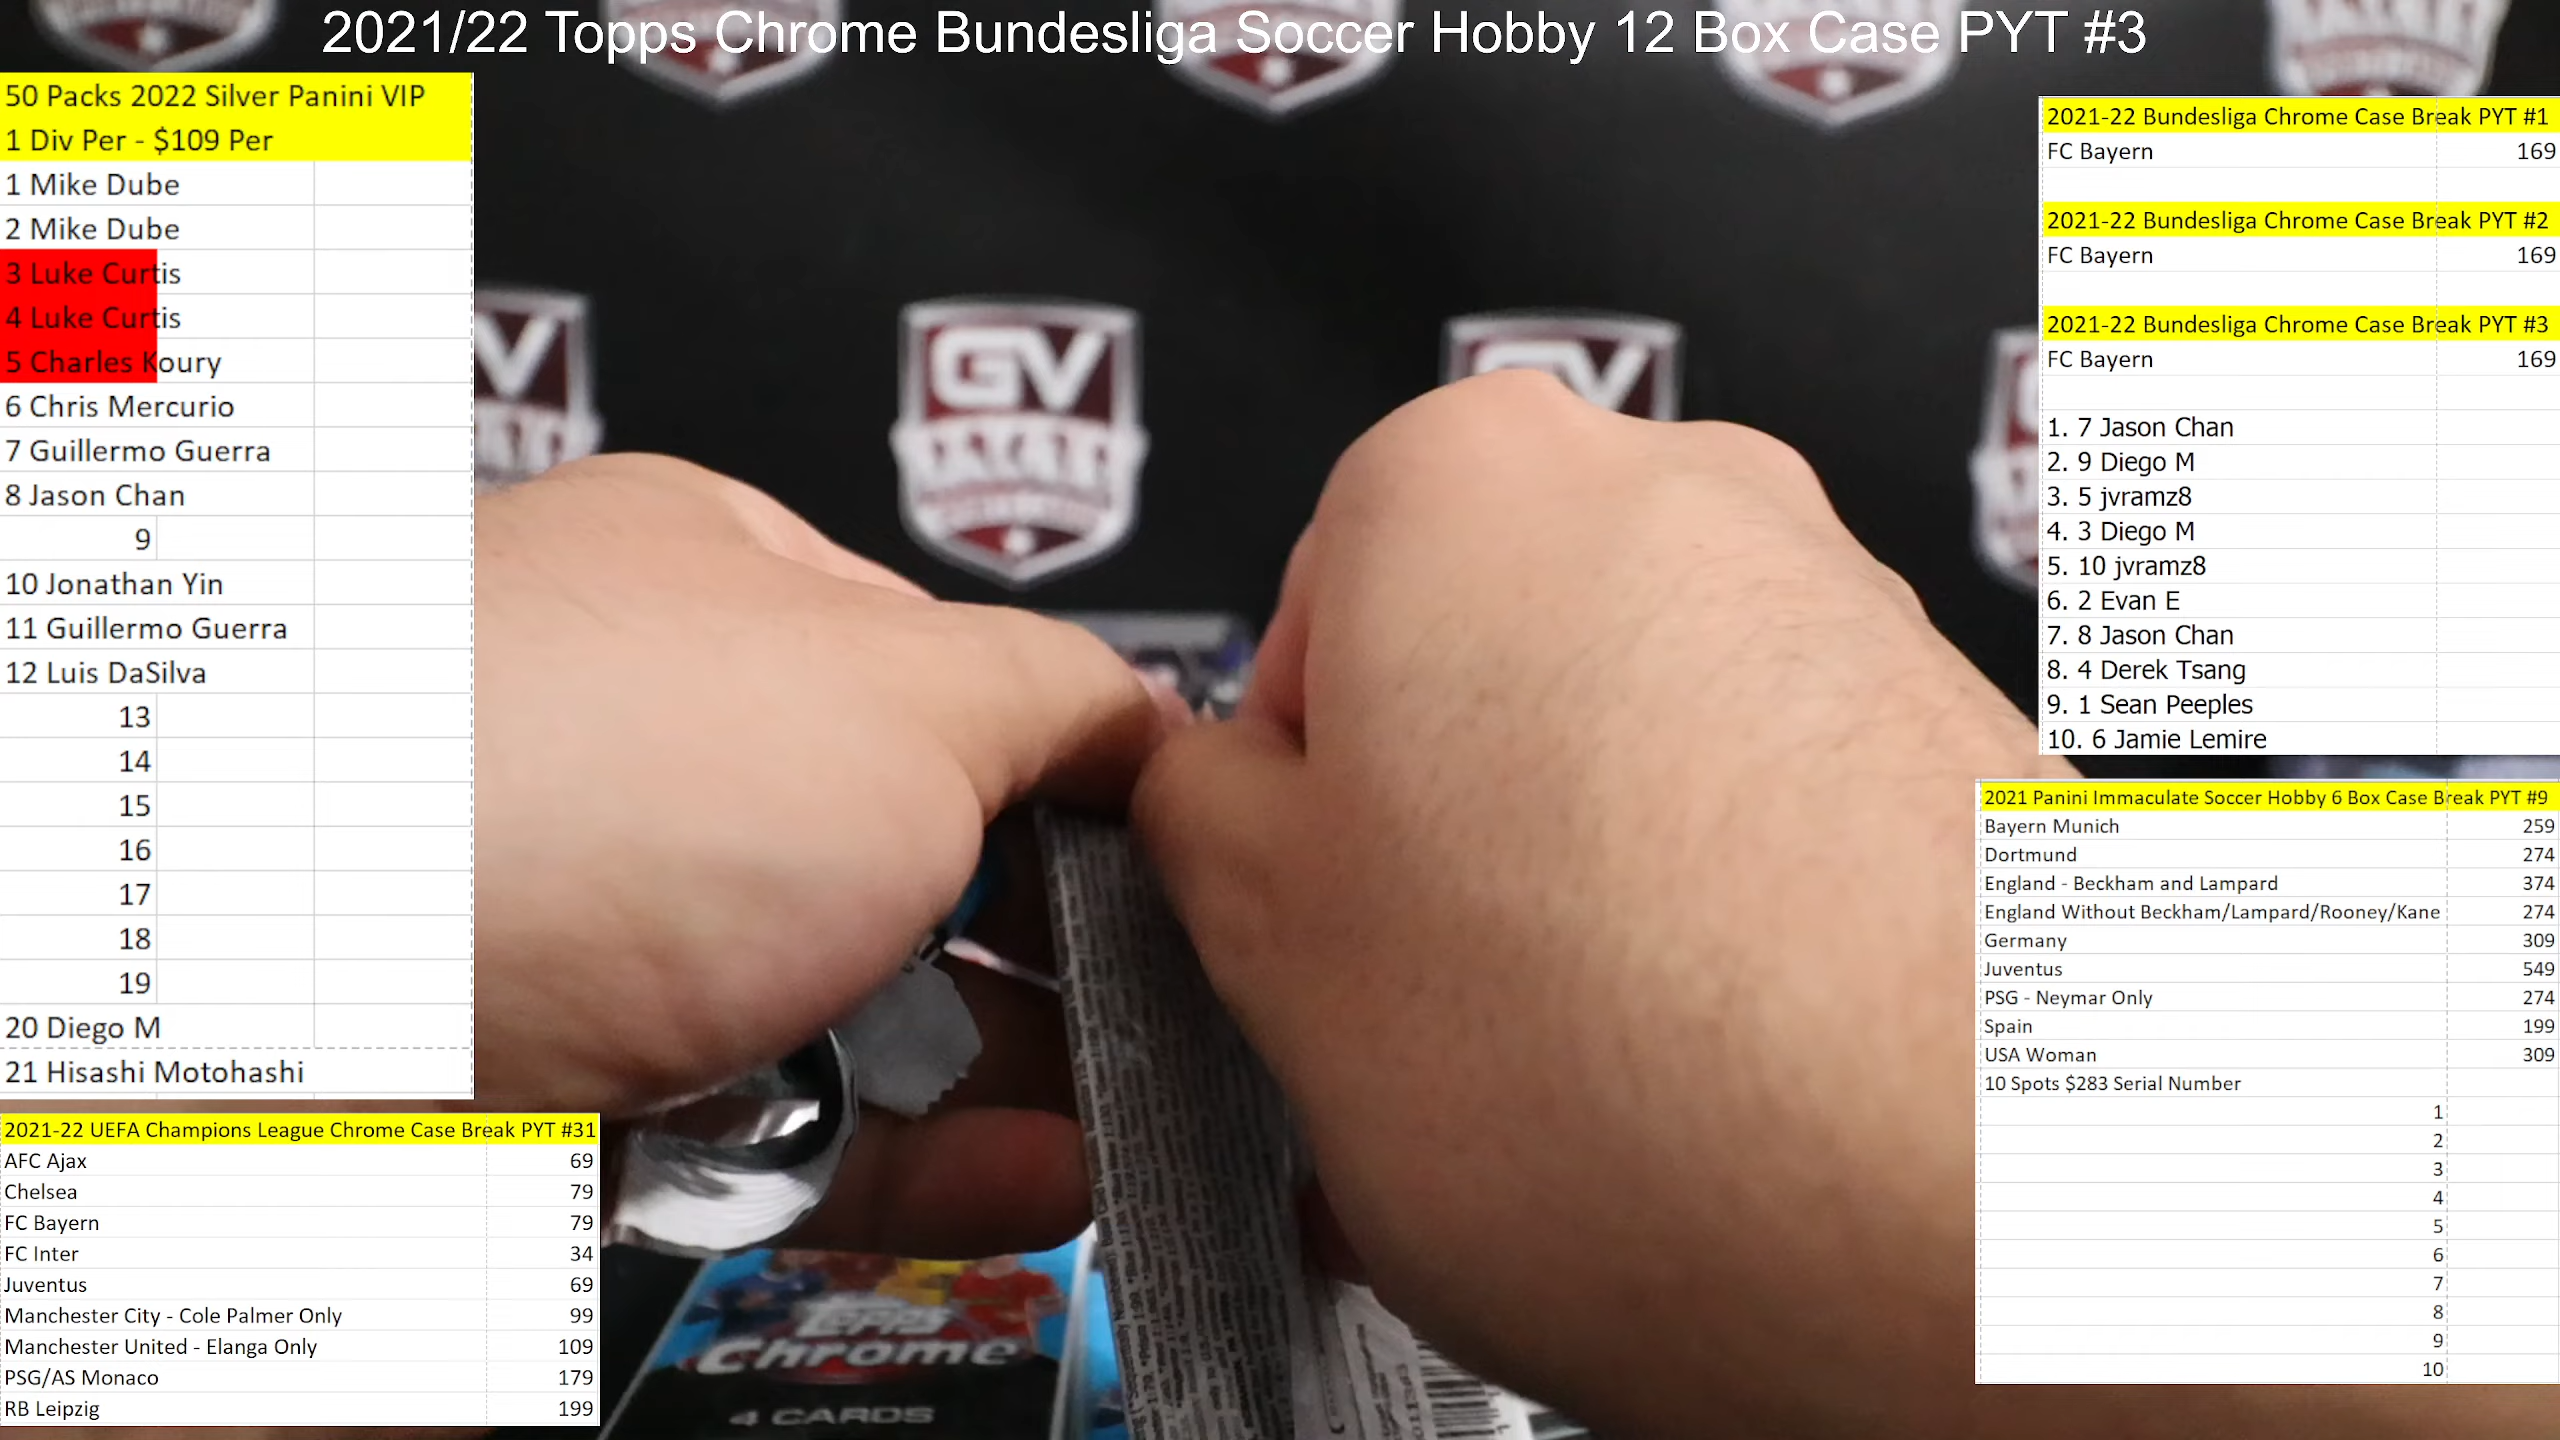 2021/22 Topps Chrome Bundesliga Soccer Hobby 12 Box Case PYT #3
50 Packs 2022 Silver Panini VIP
1 Div Per - $109 Per
1 Mike Dube
2 Mike Dube
3 Luke Curtis
4 Luke Curtis
5 Charles Koury
6 Chris Mercurio
7 Guillermo Guerra
8 Jason Chan
9
10 Jonathan Yin
11 Guillermo Guerra
12 Luis DaSilva
13
14
15
16
17
18
19
20 Diego M
21 Hisashi Motohashi
2021-22 UEFA Champions League Chrome Case Break PYT #31
AFC Ajax 69
Chelsea 79
FC Bayern 79
FC Inter 34
Juventus 69
Manchester City - Cole Palmer Only 99
Manchester United - Elanga Only 109
PSG/AS Monaco 179
RB Leipzig 199
GV
Topps
Chrome
4 CARDS
2021-22 Bundesliga Chrome Case Break PYT #1
FC Bayern 169
2021-22 Bundesliga Chrome Case Break PYT #2
FC Bayern 169
2021-22 Bundesliga Chrome Case Break PYT #3
FC Bayern 169
1. 7 Jason Chan
2. 9 Diego M
3. 5 jvramz8
4. 3 Diego M
5. 10 jvramz8
6. 2 Evan E
7. 8 Jason Chan
8. 4 Derek Tsang
9. 1 Sean Peeples
10. 6 Jamie Lemire
2021 Panini Immaculate Soccer Hobby 6 Box Case Break PYT #9
Bayern Munich 259
Dortmund 274
England - Beckham and Lampard 374
England Without Beckham/Lampard/Rooney/Kane 274
Germany 309
Juventus 549
PSG - Neymar Only 274
Spain 199
USA Woman 309
10 Spots $283 Serial Number
1
2
3
4
5
6
7
8
9
10